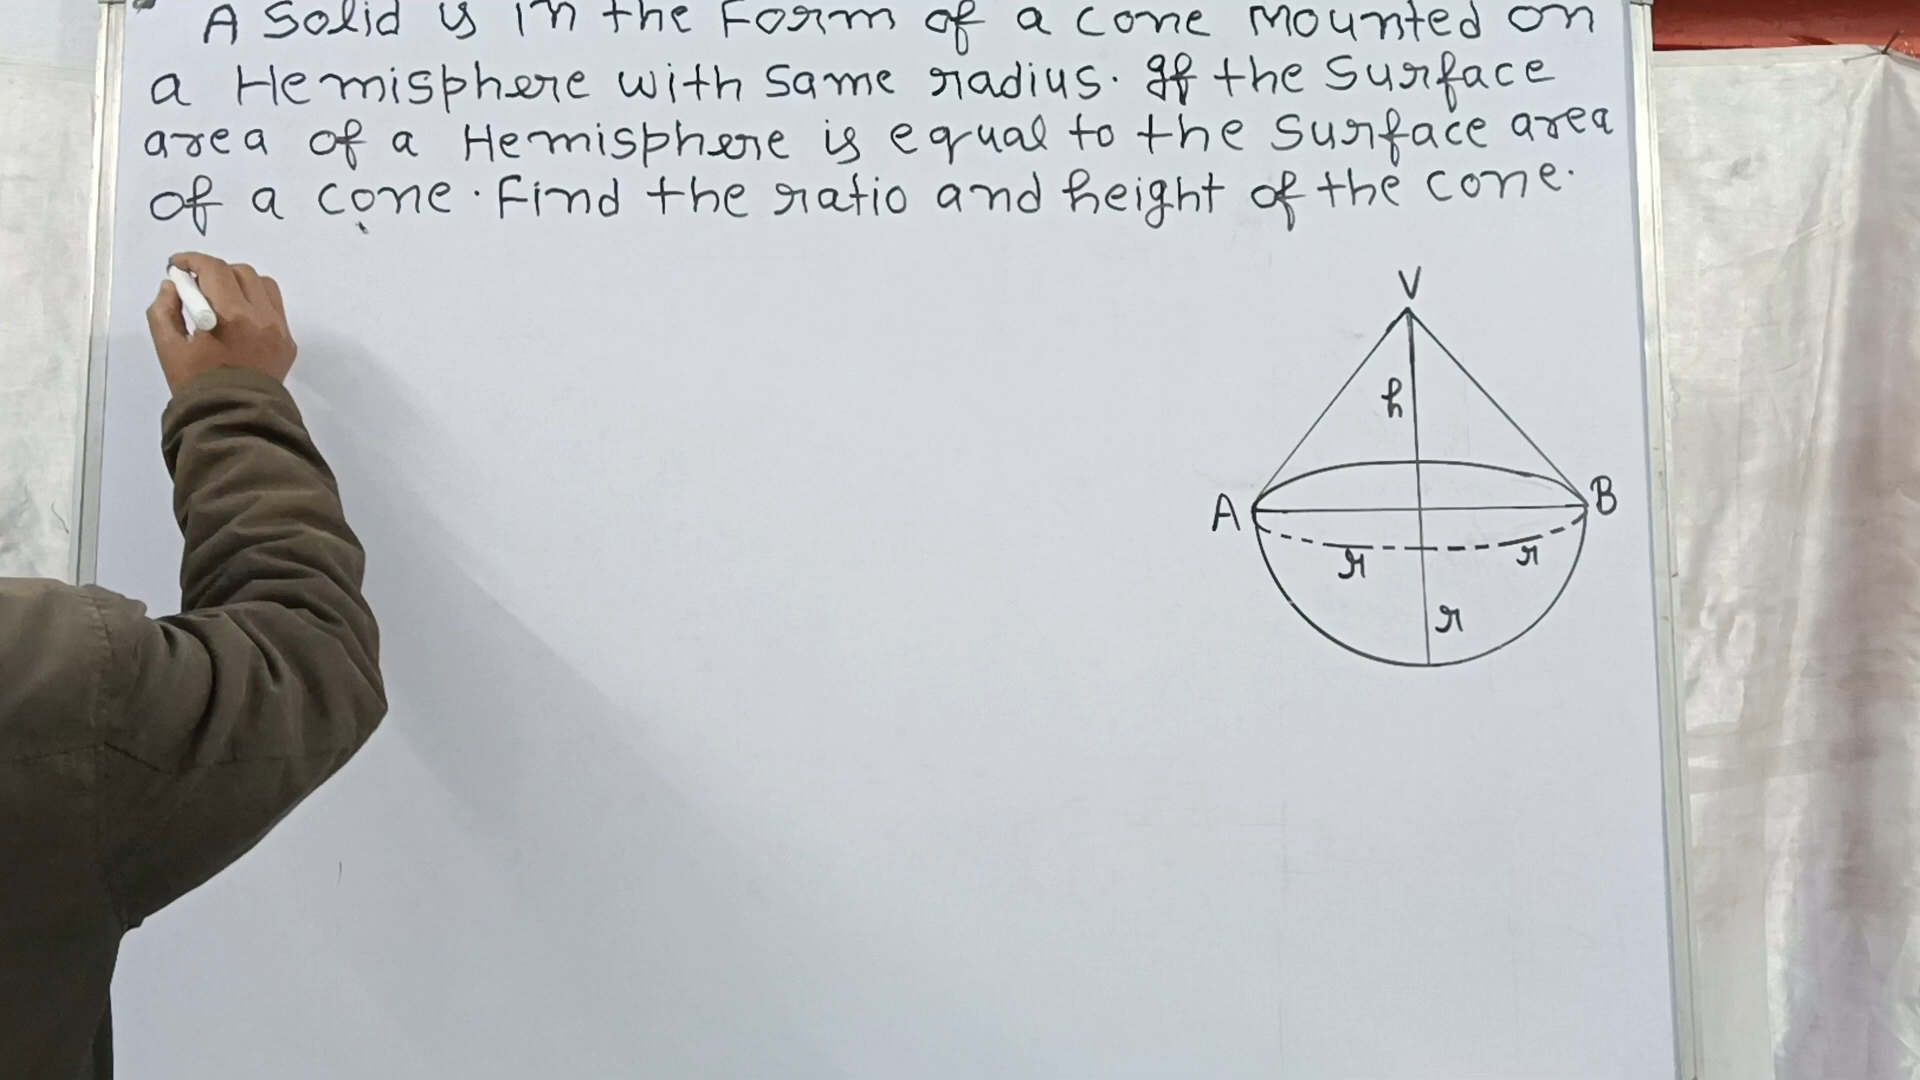 A Solid is in the Form of a cone Mounted on
a Hemisphere with same radius. If the Surface
area of a Hemisphere is equal to the Surface area
of a cone. Find the ratio and height of the cone.
V
h
A
B
r
r
r